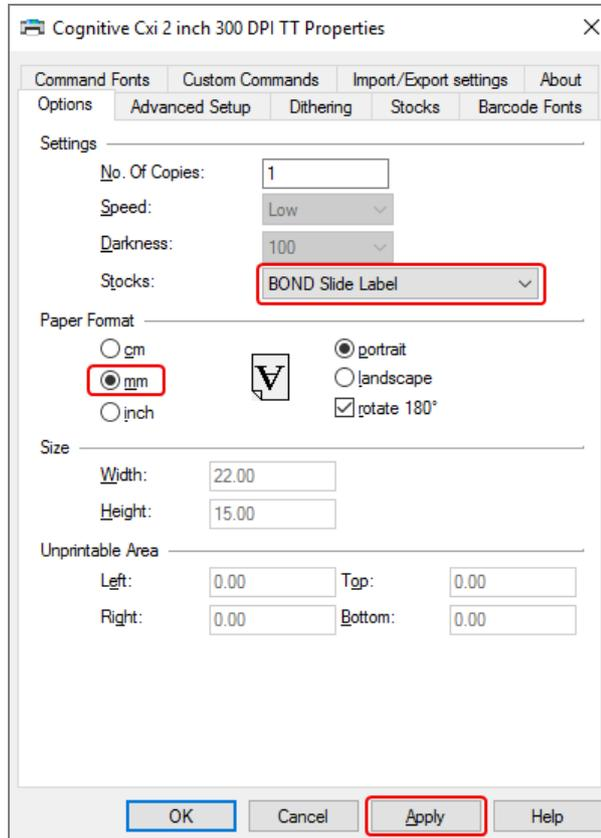 Cognitive Cxi 2 inch 300 DPI TT Properties
Command Fonts Custom Commands Import/Export settings About
Options Advanced Setup Dithering Stocks Barcode Fonts
Settings
No. Of Copies: 1
Speed: Low
Darkness: 100
Stocks: BOND Slide Label
Paper Format
cm portrait
mm A landscape
inch rotate 180°
Size
Width: 22.00
Height: 15.00
Unprintable Area
Left: 0.00 Top: 0.00
Right: 0.00 Bottom: 0.00
OK Cancel Apply Help